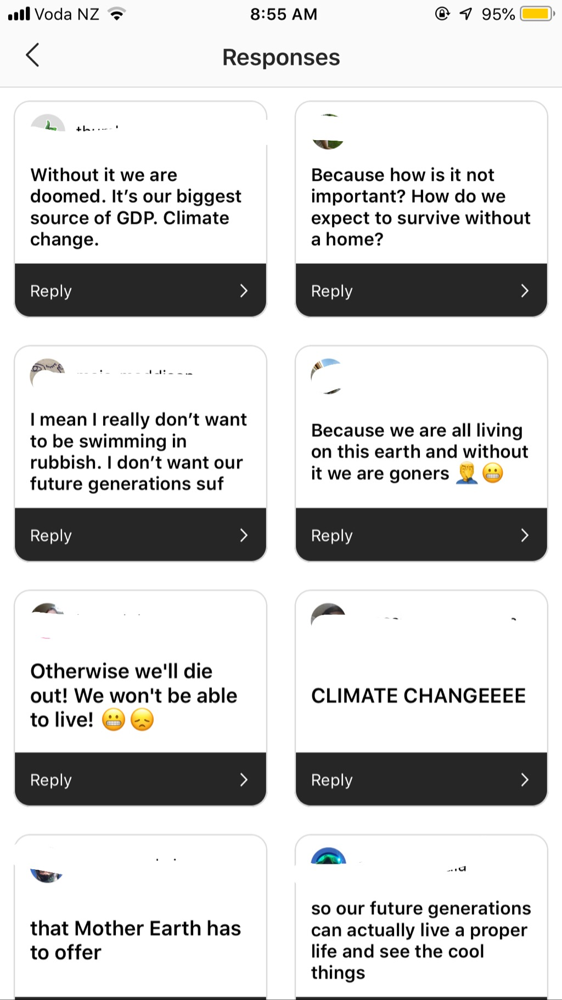 Voda NZ 8:55 AM 95%
Responses
Without it we are
doomed. It’s our biggest
source of GDP. Climate
change.
Reply
Because how is it not
important? How do we
expect to survive without
a home?
Reply
I mean I really don’t want
to be swimming in
rubbish. I don’t want our
future generations suf
Reply
Because we are all living
on this earth and without
it we are goners 🤦‍♂️😬
Reply
Otherwise we'll die
out! We won't be able
to live! 😬😞
Reply
CLIMATE CHANGEEEE
Reply
that Mother Earth has
to offer
so our future generations
can actually live a proper
life and see the cool
things